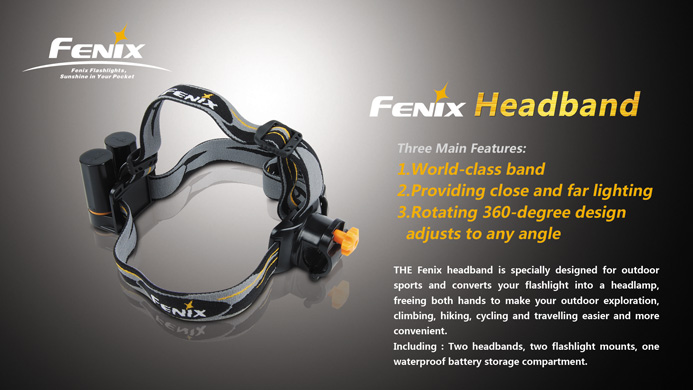 FENIX
Fenix Flashlights,
Sunshine in Your Pocket
FENIX
FENIX Headband
Three Main Features:
1.World-class band
2.Providing close and far lighting
3.Rotating 360-degree design
adjusts to any angle
THE Fenix headband is specially designed for outdoor
sports and converts your flashlight into a headlamp,
freeing both hands to make your outdoor exploration,
climbing, hiking, cycling and travelling easier and more
convenient.
Including : Two headbands, two flashlight mounts, one
waterproof battery storage compartment.
FENIX